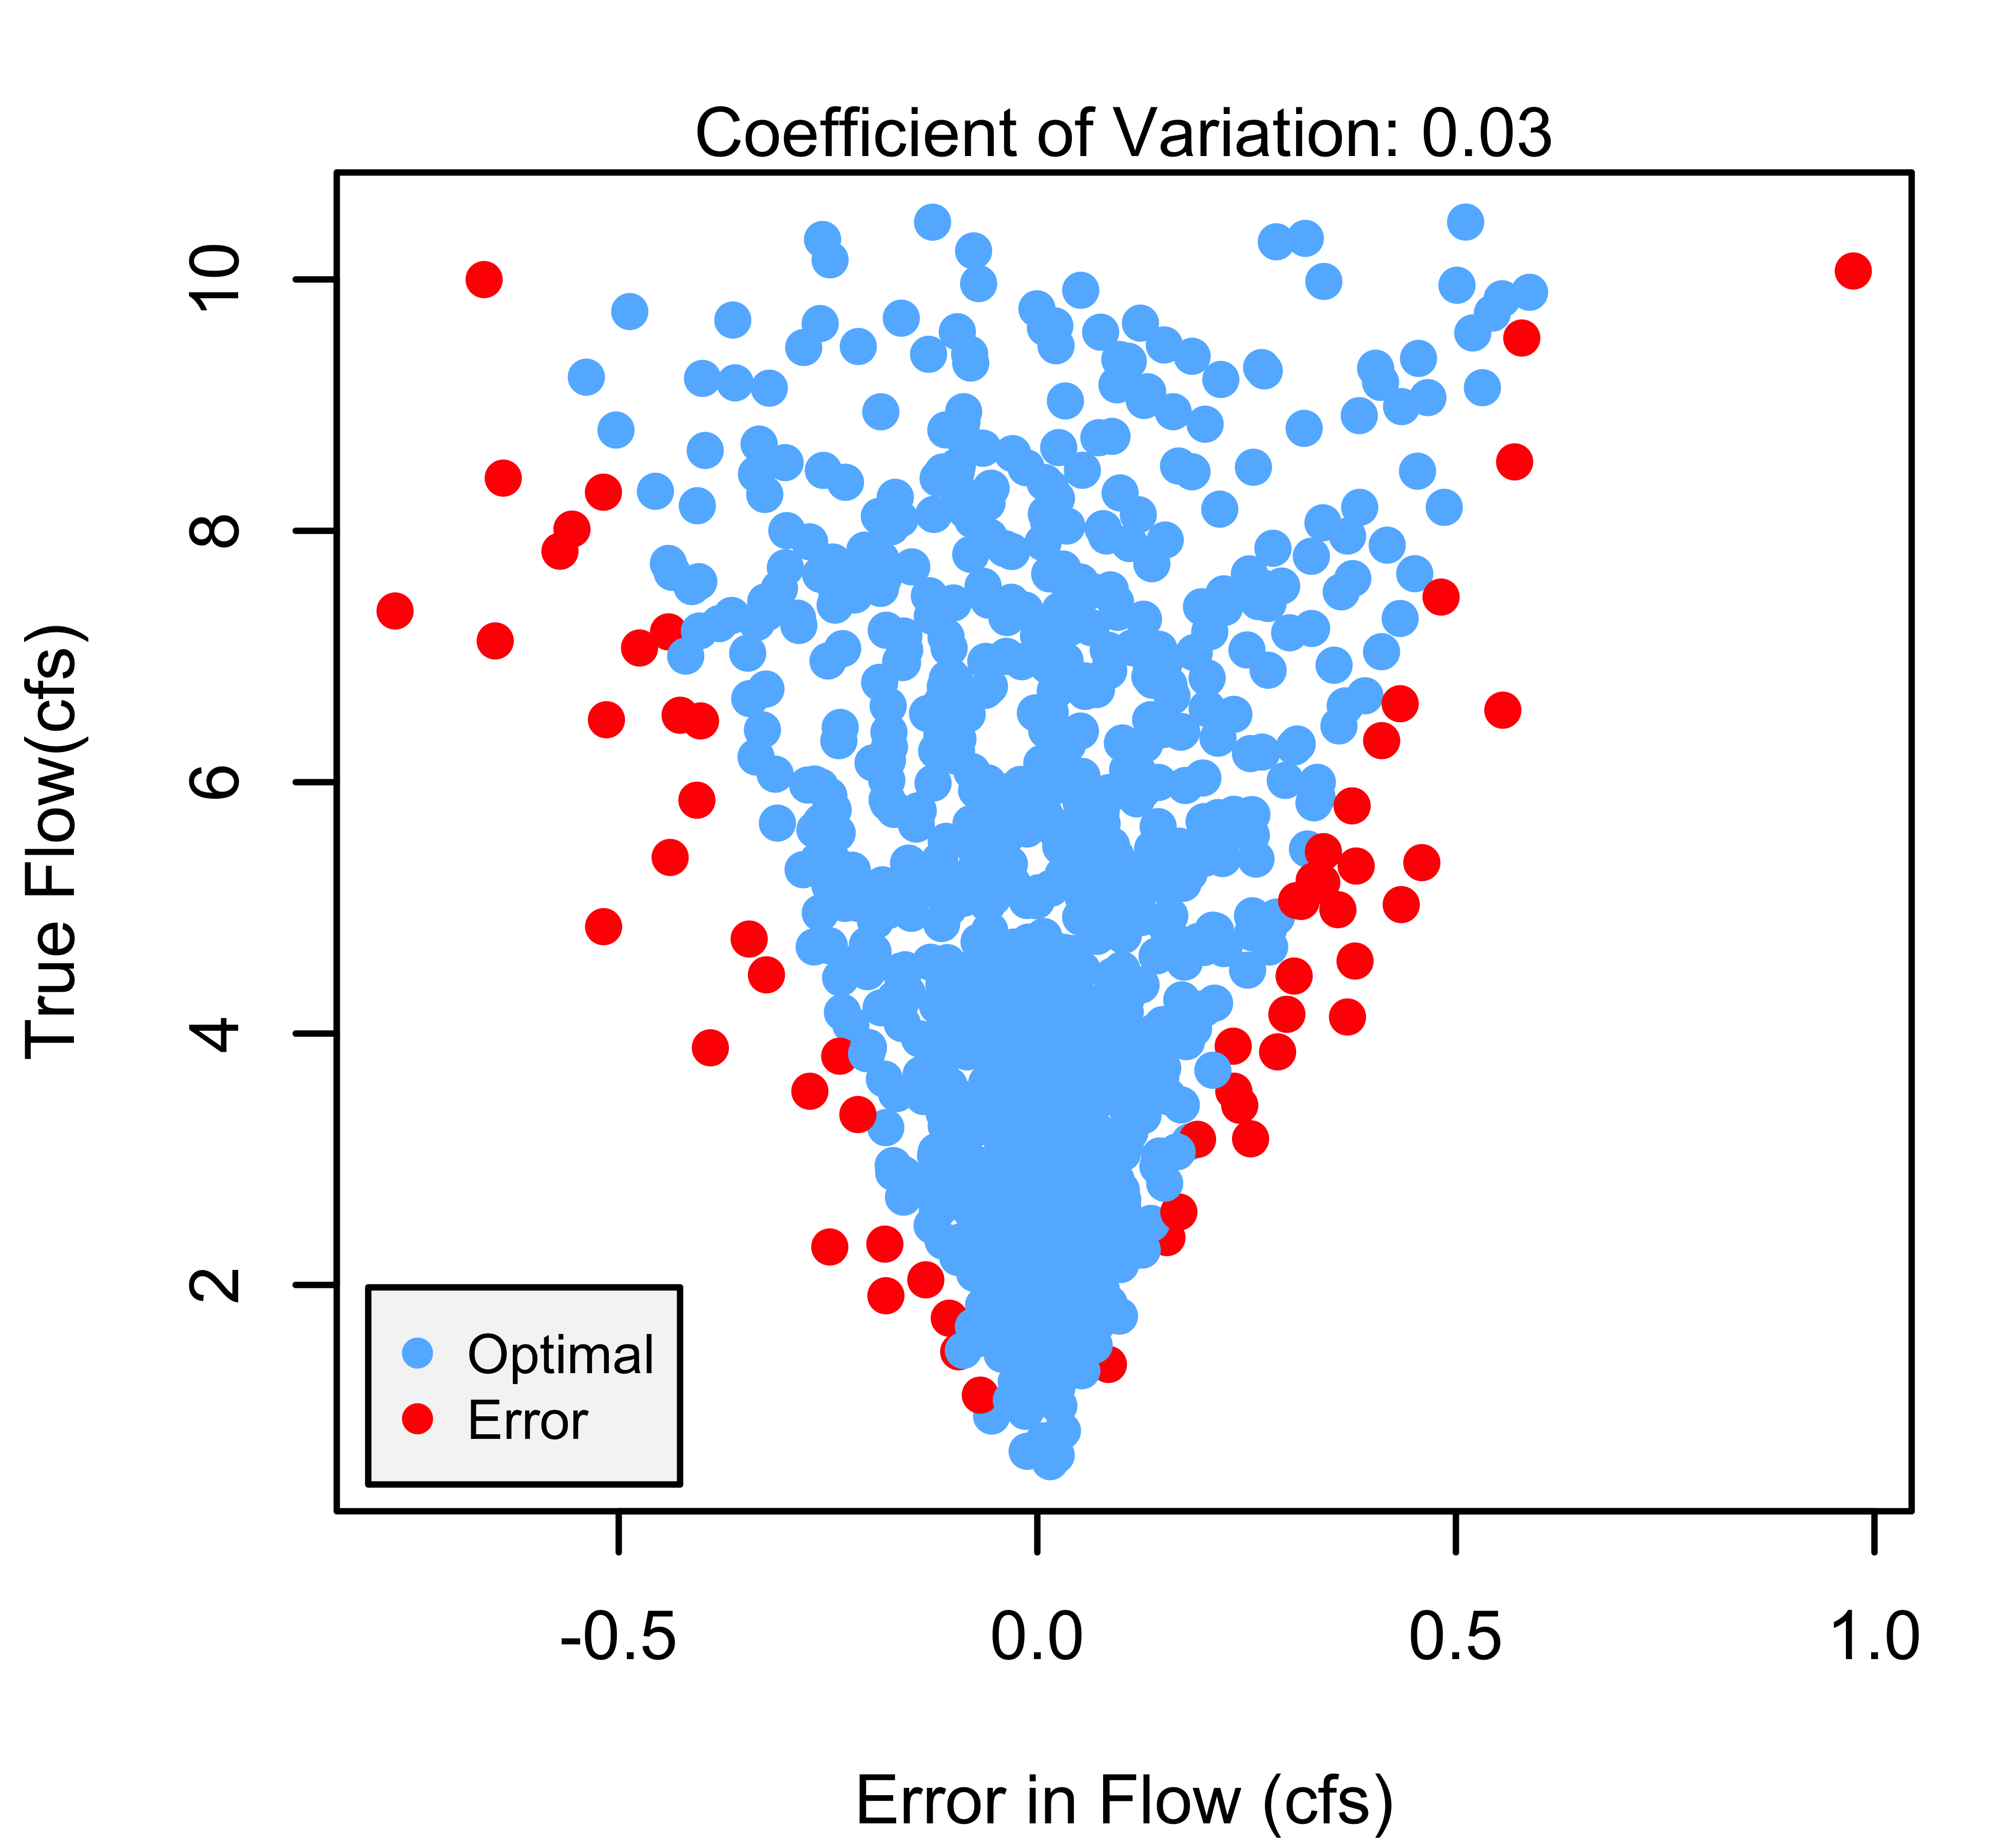 Coefficient of Variation: 0.03
True Flow(cfs)
10
8
6
4
2
Optimal
Error
-0.5 0.0 0.5 1.0
Error in Flow (cfs)